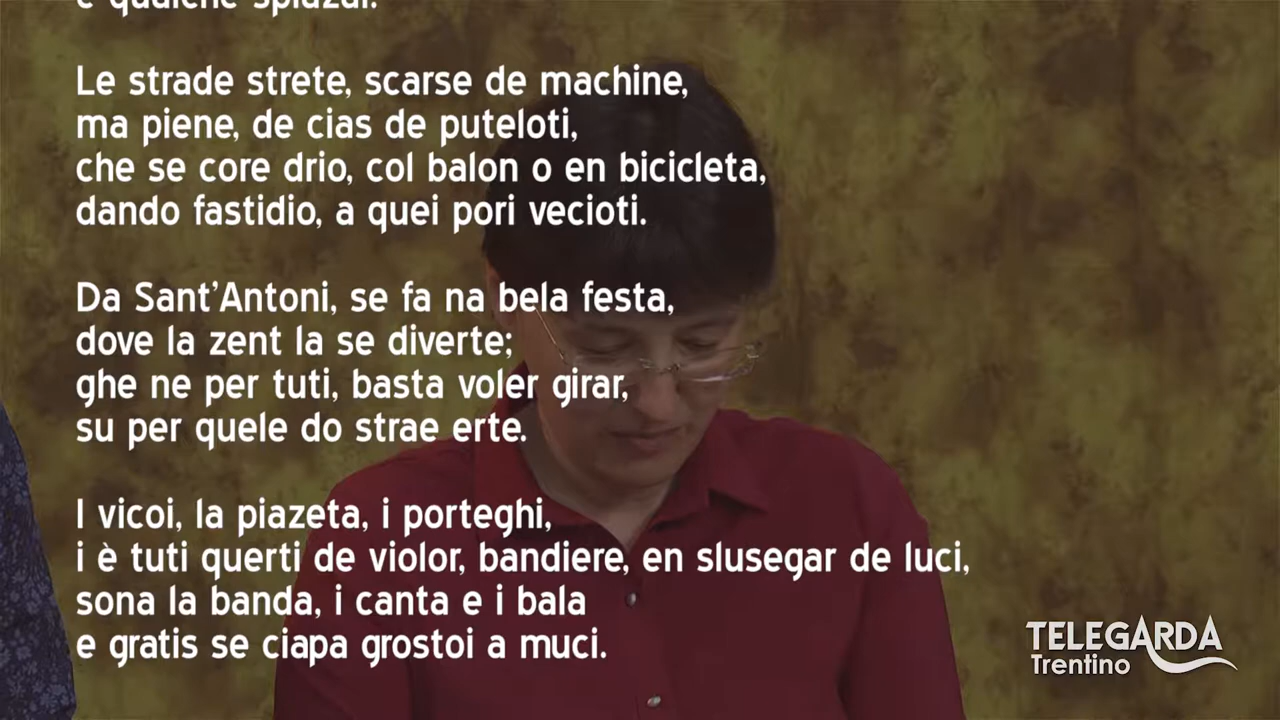 e qualche spiazal.
Le strade strete, scarse de machine,
ma piene, de cias de puteloti,
che se core drio, col balon o en bicicleta,
dando fastidio, a quei pori vecioti.
Da Sant'Antoni, se fa na bela festa,
dove la zent la se diverte;
ghe ne per tuti, basta voler girar,
su per quele do strae erte.
I vicoi, la piazeta, i porteghi,
i è tuti querti de violor, bandiere, en slusegar de luci,
sona la banda, i canta e i bala
e gratis se ciapa grostoi a muci.
TELEGARDA
Trentino